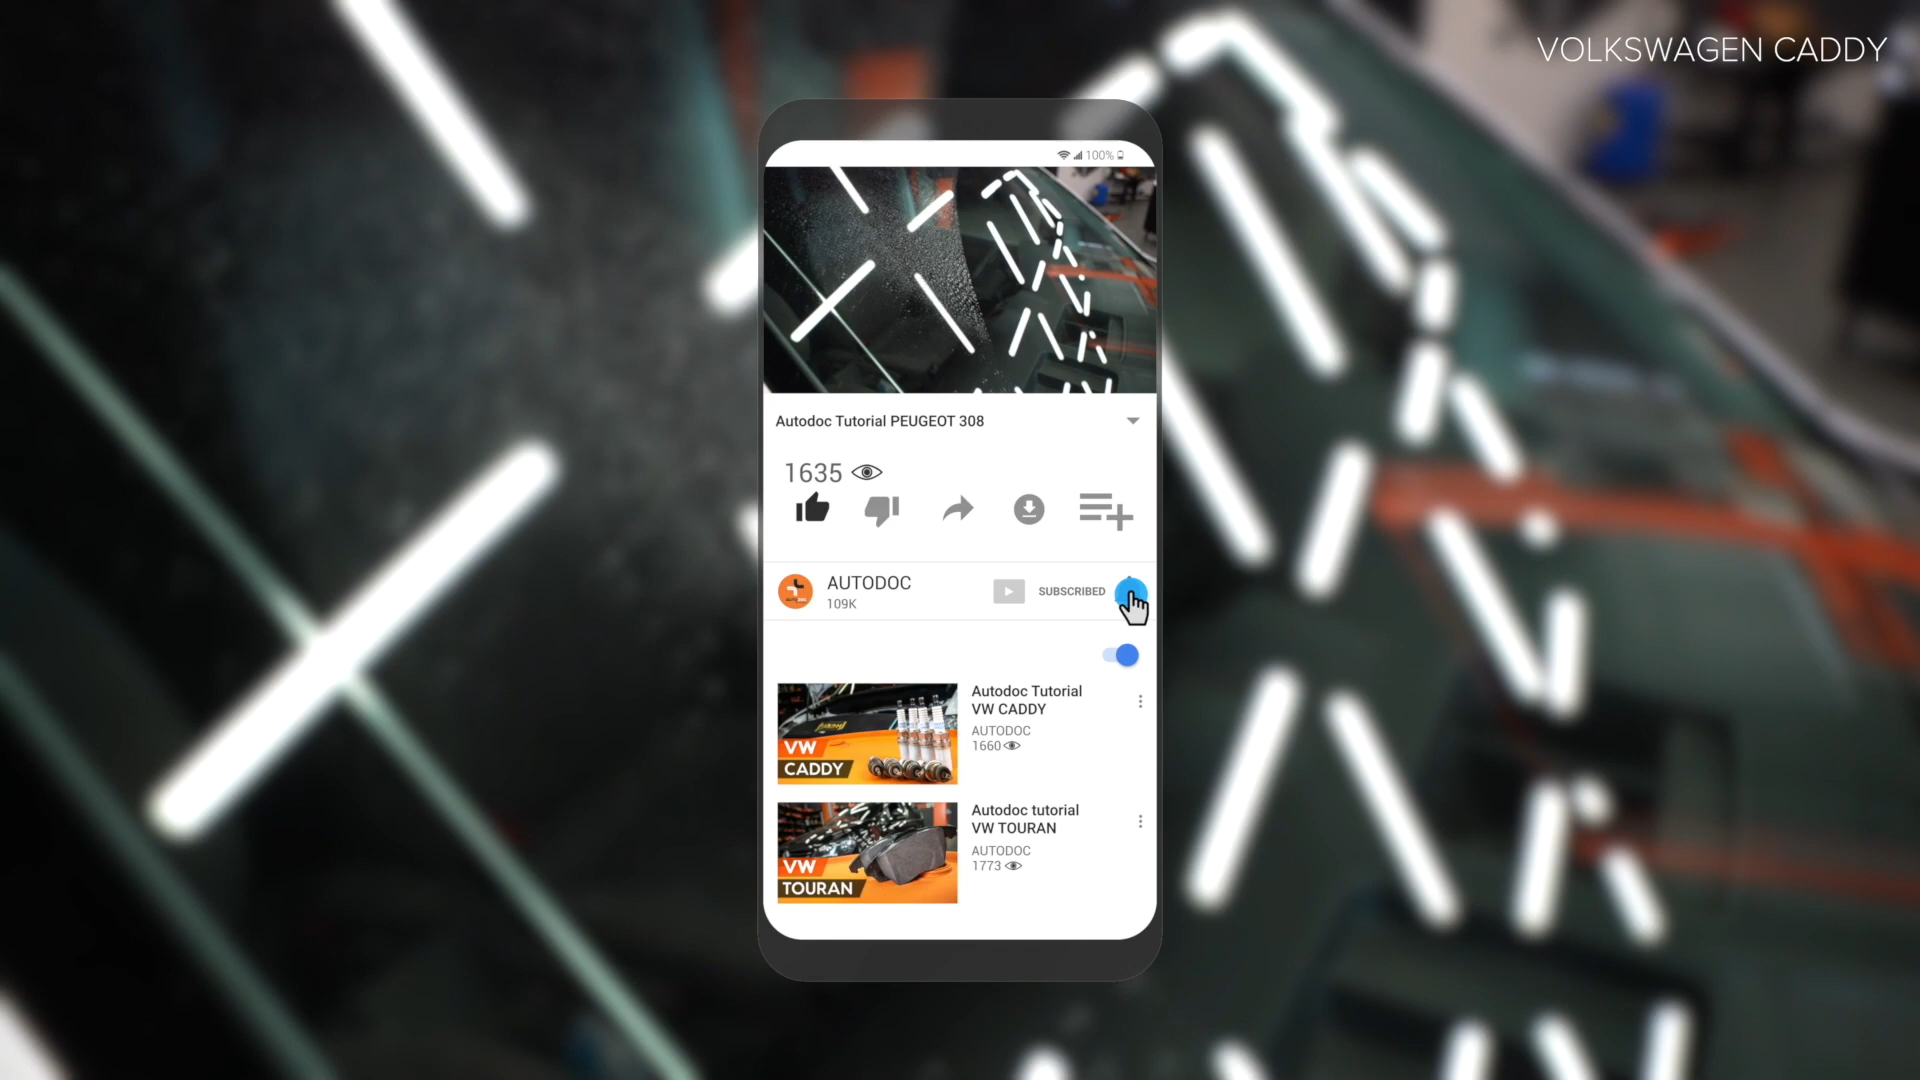 VOLKSWAGEN CADDY
100%
Autodoc Tutorial PEUGEOT 308
1635
AUTODOC
109K
SUBSCRIBED
Autodoc Tutorial
VW CADDY
AUTODOC
1660
VW
CADDY
Autodoc tutorial
VW TOURAN
AUTODOC
1773
VW
TOURAN